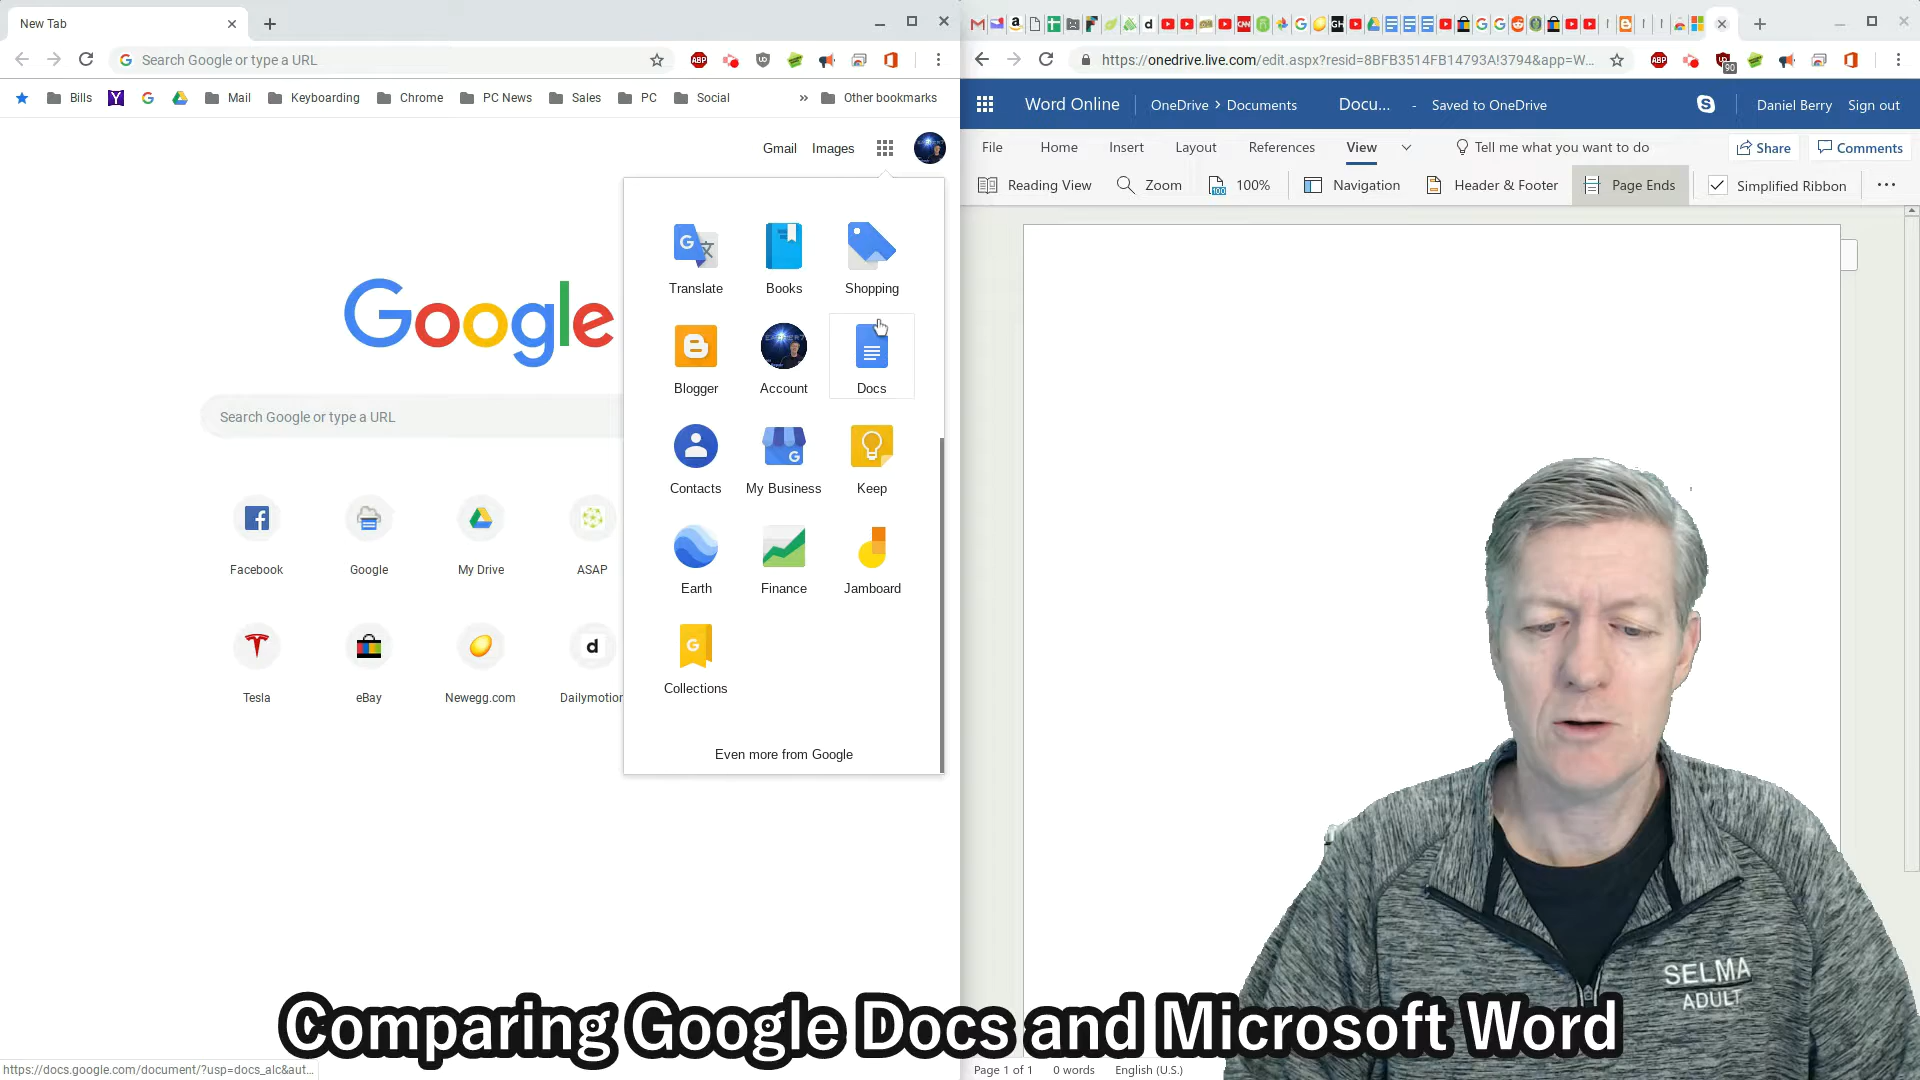 New Tab
Search Google or type a URL
Bills
Mail
Keyboarding
Chrome
PC News
Sales
PC
Social
»
Other bookmarks
Gmail
Images
Google
Search Google or type a URL
Facebook
Google
My Drive
ASAP
Tesla
eBay
Newegg.com
Dailymotion
Translate
Books
Shopping
Blogger
Account
Docs
Contacts
My Business
Keep
Earth
Finance
Jamboard
Collections
Even more from Google
https://docs.google.com/document/?usp=docs_alc&aut...
https://onedrive.live.com/edit.aspx?resid=8BFB3514FB14793A!3794&app=W...
ABP
90
Word Online
OneDrive > Documents
Docu...
- Saved to OneDrive
Daniel Berry
Sign out
File
Home
Insert
Layout
References
View
Tell me what you want to do
Share
Comments
Reading View
Zoom
100%
Navigation
Header & Footer
Page Ends
Simplified Ribbon
SELMA
ADULT
Comparing Google Docs and Microsoft Word
Page 1 of 1
0 words
English (U.S.)